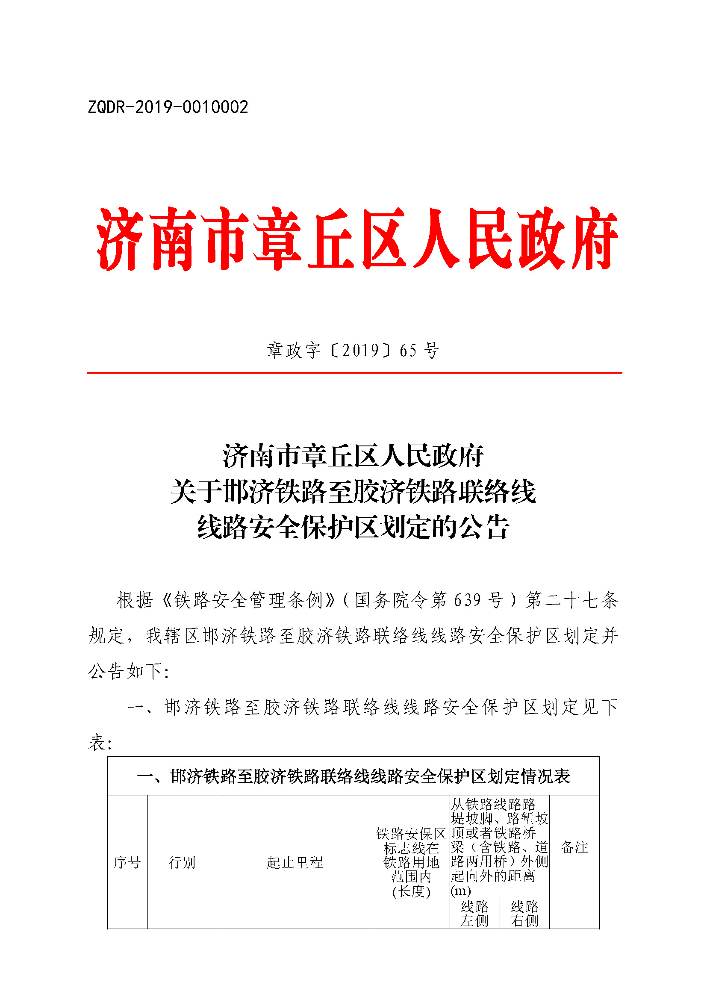 ZQDR-2019-0010002
济南市章丘区人民政府
章政字〔2019〕65 号
济南市章丘区人民政府
关于邯济铁路至胶济铁路联络线
线路安全保护区划定的公告
根据《铁路安全管理条例》（国务院令第 639 号）第二十七条
规定，我辖区邯济铁路至胶济铁路联络线线路安全保护区划定并
公告如下：
一、邯济铁路至胶济铁路联络线线路安全保护区划定见下
表：
一、邯济铁路至胶济铁路联络线线路安全保护区划定情况表
序号
行别
起止里程
铁路安保区
标志线在
铁路用地
范围内
(长度)
从铁路线路路
堤坡脚、路堑坡
顶或者铁路桥
梁（含铁路、道
路两用桥）外侧
起向外的距离
(m)
备注
线路
左侧
线路
右侧